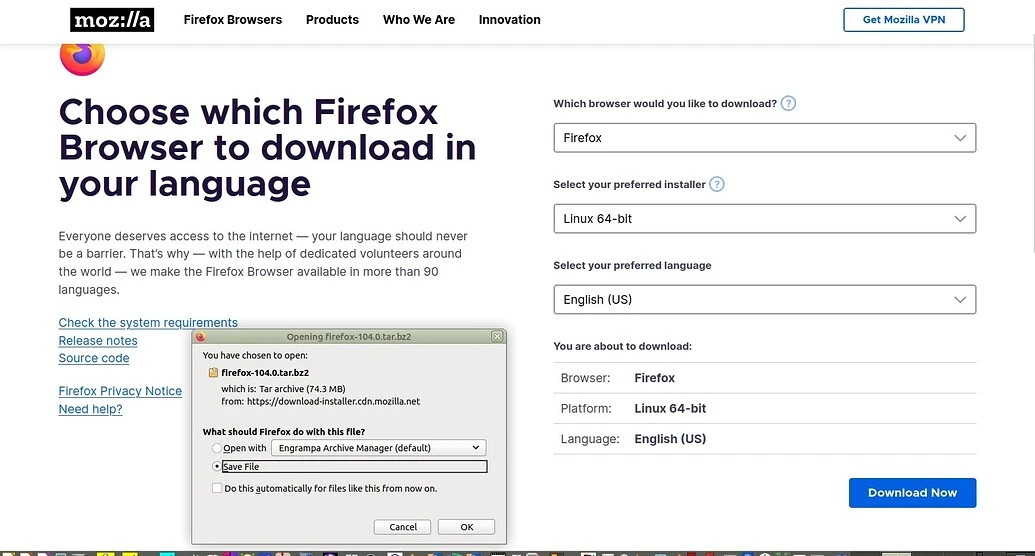 moz://a
Firefox Browsers
Products
Who We Are
Innovation
Get Mozilla VPN
Choose which Firefox
Browser to download in
your language
Everyone deserves access to the internet — your language should never
be a barrier. That's why — with the help of dedicated volunteers around
the world — we make the Firefox Browser available in more than 90
languages.
Check the system requirements
Release notes
Source code
Firefox Privacy Notice
Need help?
Which browser would you like to download? ?
Firefox
Select your preferred installer ?
Linux 64-bit
Select your preferred language
English (US)
You are about to download:
Browser: Firefox
Platform: Linux 64-bit
Language: English (US)
Download Now
Opening firefox-104.0.tar.bz2
You have chosen to open:
firefox-104.0.tar.bz2
which is: Tar archive (74.3 MB)
from: https://download-installer.cdn.mozilla.net
What should Firefox do with this file?
Open with Engrampa Archive Manager (default)
Save File
Do this automatically for files like this from now on.
Cancel
OK